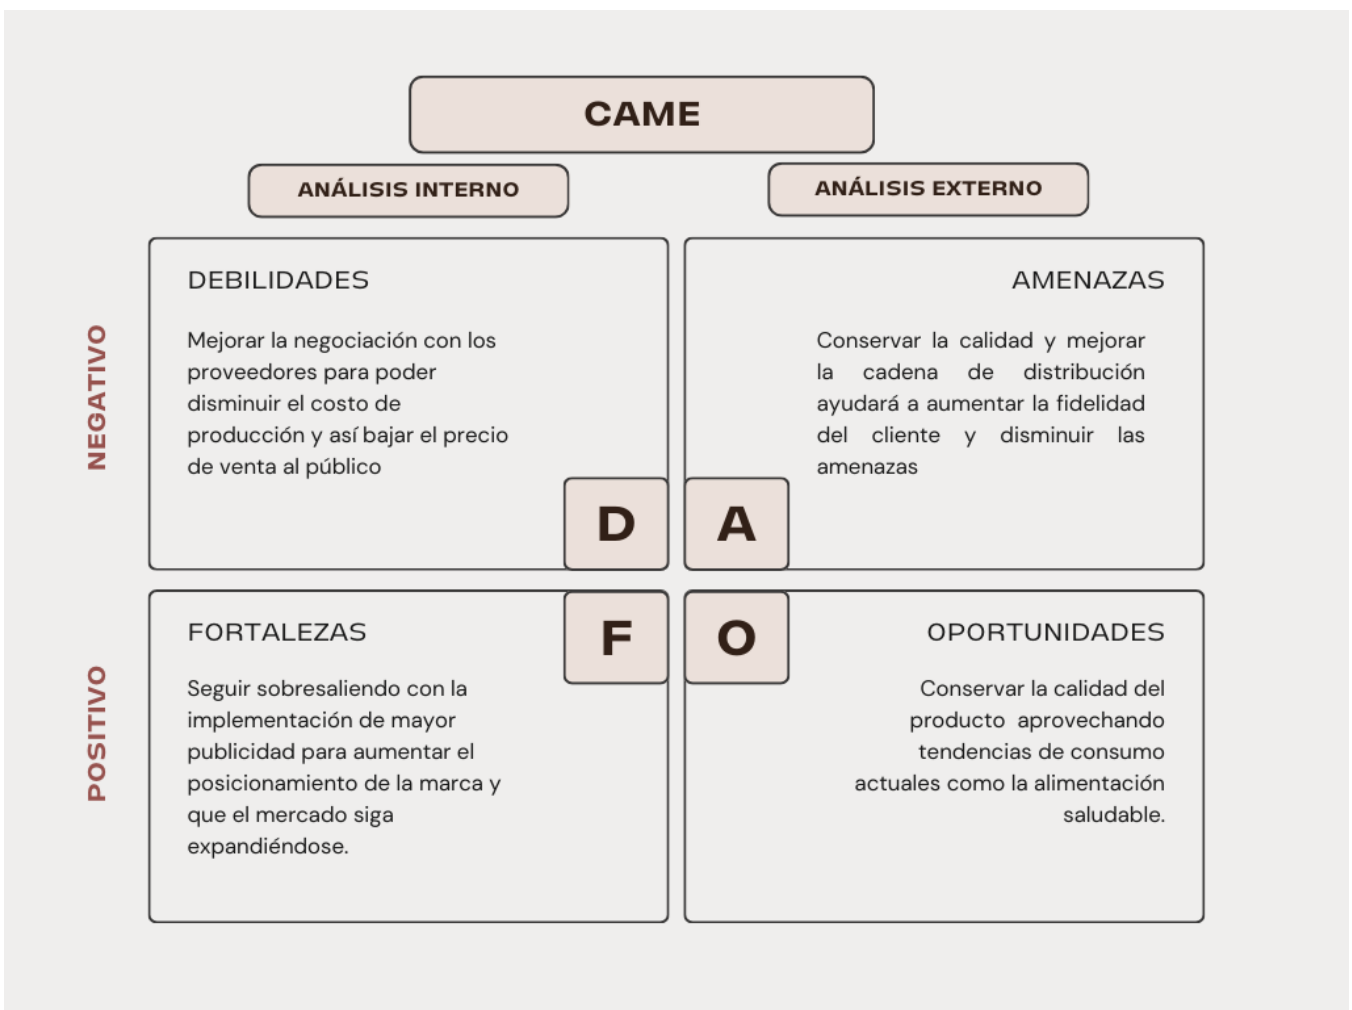 CAME
ANÁLISIS INTERNO
ANÁLISIS EXTERNO
NEGATIVO
DEBILIDADES
Mejorar la negociación con los
proveedores para poder
disminuir el costo de
producción y así bajar el precio
de venta al público
D
AMENAZAS
Conservar la calidad y mejorar
la cadena de distribución
ayudará a aumentar la fidelidad
del cliente y disminuir las
amenazas
A
POSITIVO
FORTALEZAS
F
Seguir sobresaliendo con la
implementación de mayor
publicidad para aumentar el
posicionamiento de la marca y
que el mercado siga
expandiéndose.
O
OPORTUNIDADES
Conservar la calidad del
producto aprovechando
tendencias de consumo
actuales como la alimentación
saludable.